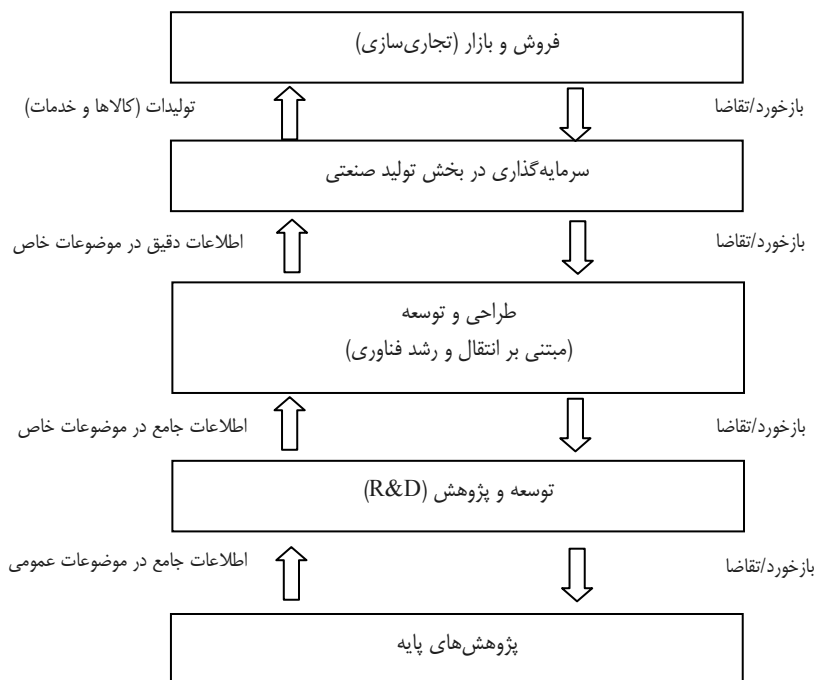 فروش و بازار (تجاری‌سازی)
بازخورد/تقاضا
تولیدات (کالاها و خدمات)
سرمایه‌گذاری در بخش تولید صنعتی
بازخورد/تقاضا
اطلاعات دقیق در موضوعات خاص
طراحی و توسعه
(مبتنی بر انتقال و رشد فناوری)
بازخورد/تقاضا
اطلاعات جامع در موضوعات خاص
توسعه و پژوهش (R&D)
بازخورد/تقاضا
اطلاعات جامع در موضوعات عمومی
پژوهش‌های پایه